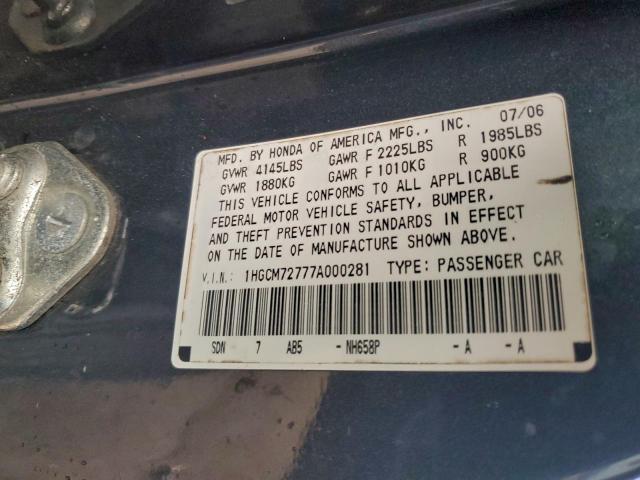 MFD. BY HONDA OF AMERICA MFG., INC. 07/06
GVWR 4145LBS GAWR F 2225LBS R 1985LBS
GVWR 1880KG GAWR F 1010KG R 900KG
THIS VEHICLE CONFORMS TO ALL APPLICABLE
FEDERAL MOTOR VEHICLE SAFETY, BUMPER,
AND THEFT PREVENTION STANDARDS IN EFFECT
ON THE DATE OF MANUFACTURE SHOWN ABOVE.
V.I.N.: 1HGCM72777A000281 TYPE: PASSENGER CAR
SDN 7 AB5 -NH658P -A -A